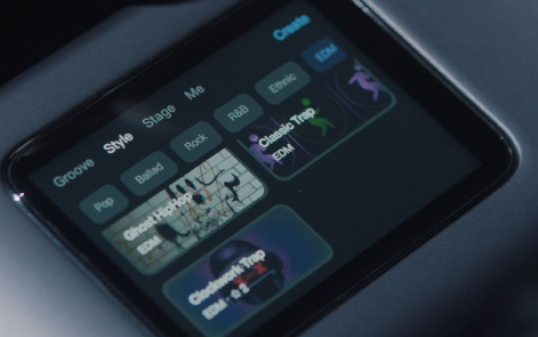 Create
Groove Style Stage Me
Pop Ballad Rock R&B Ethnic EDM
Ghost HipHop
EDM
Classic Trap
EDM
Clockwork Trap
EDM · ☆ 3